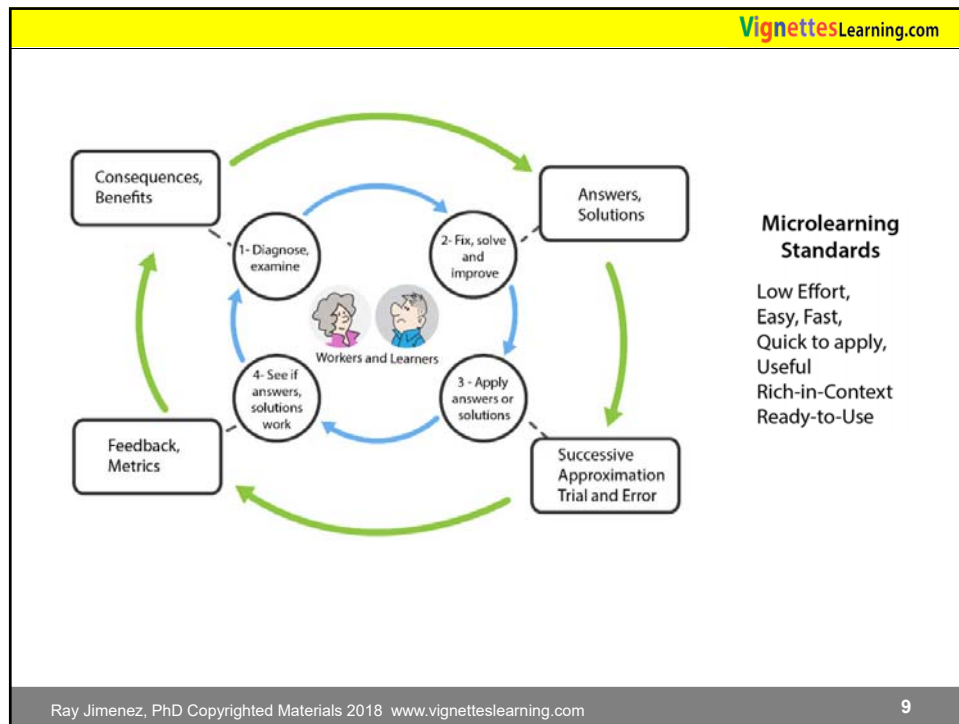 VignettesLearning.com
Consequences,
Benefits
Answers,
Solutions
1- Diagnose,
examine
2- Fix, solve
and
improve
Workers and Learners
4- See if
answers,
solutions
work
3 - Apply
answers or
solutions
Feedback,
Metrics
Successive
Approximation
Trial and Error
Microlearning
Standards
Low Effort,
Easy, Fast,
Quick to apply,
Useful
Rich-in-Context
Ready-to-Use
Ray Jimenez, PhD Copyrighted Materials 2018 www.vignetteslearning.com
9